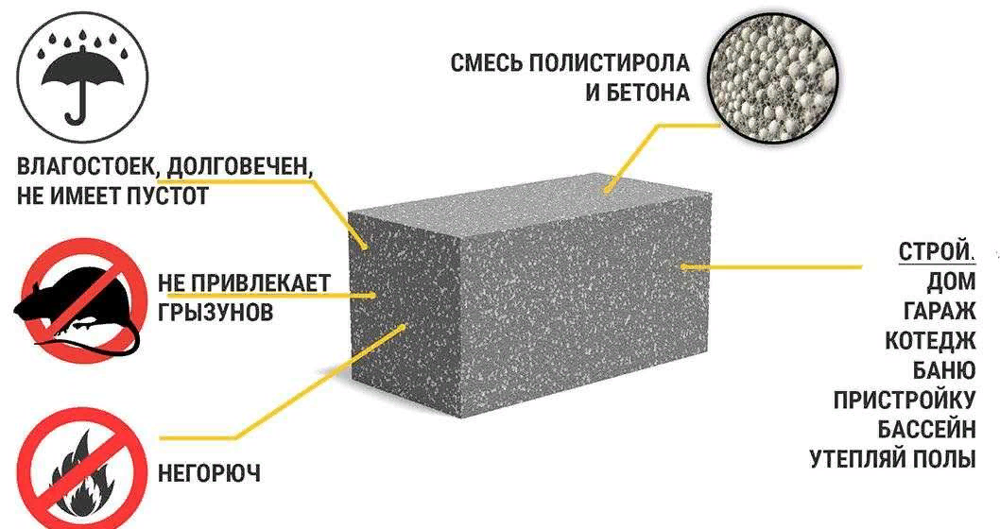 СМЕСЬ ПОЛИСТИРОЛА
И БЕТОНА
ВЛАГОСТОЕК, ДОЛГОВЕЧЕН,
НЕ ИМЕЕТ ПУСТОТ
НЕ ПРИВЛЕКАЕТ
ГРЫЗУНОВ
НЕГОРЮЧ
СТРОЙ.
ДОМ
ГАРАЖ
КОТЕДЖ
БАНЮ
ПРИСТРОЙКУ
БАССЕЙН
УТЕПЛЯЙ ПОЛЫ